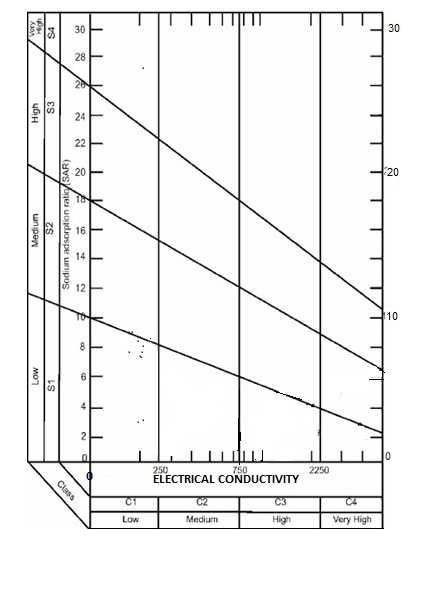 Very High
S4
High
S3
Medium
S2
Low
S1
Class
Sodium adsorption ratio (SAR)
30
28
26
24
22
20
18
16
14
12
10
8
6
4
2
0
30
20
10
0
0
250
750
2250
ELECTRICAL CONDUCTIVITY
C1
C2
C3
C4
Low
Medium
High
Very High